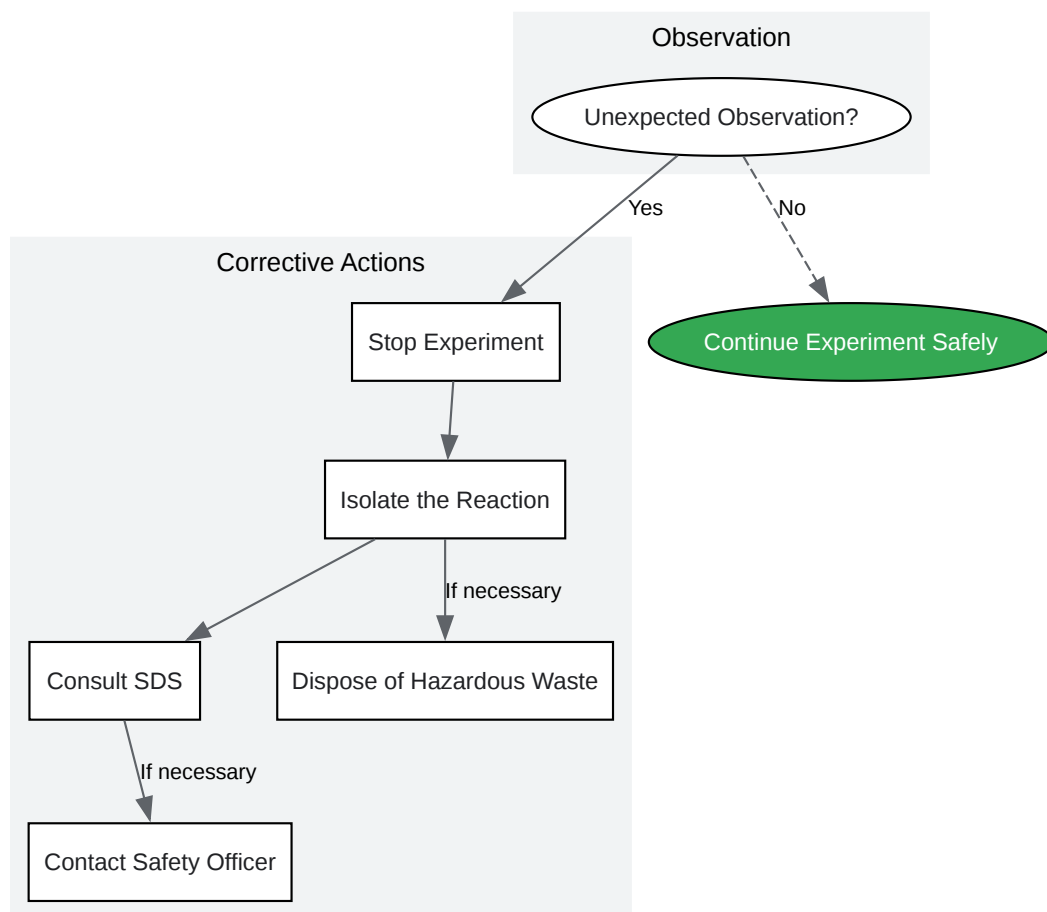 Observation
Unexpected Observation?
Yes
No
Corrective Actions
Stop Experiment
Continue Experiment Safely
Isolate the Reaction
If necessary
Consult SDS
Dispose of Hazardous Waste
If necessary
Contact Safety Officer